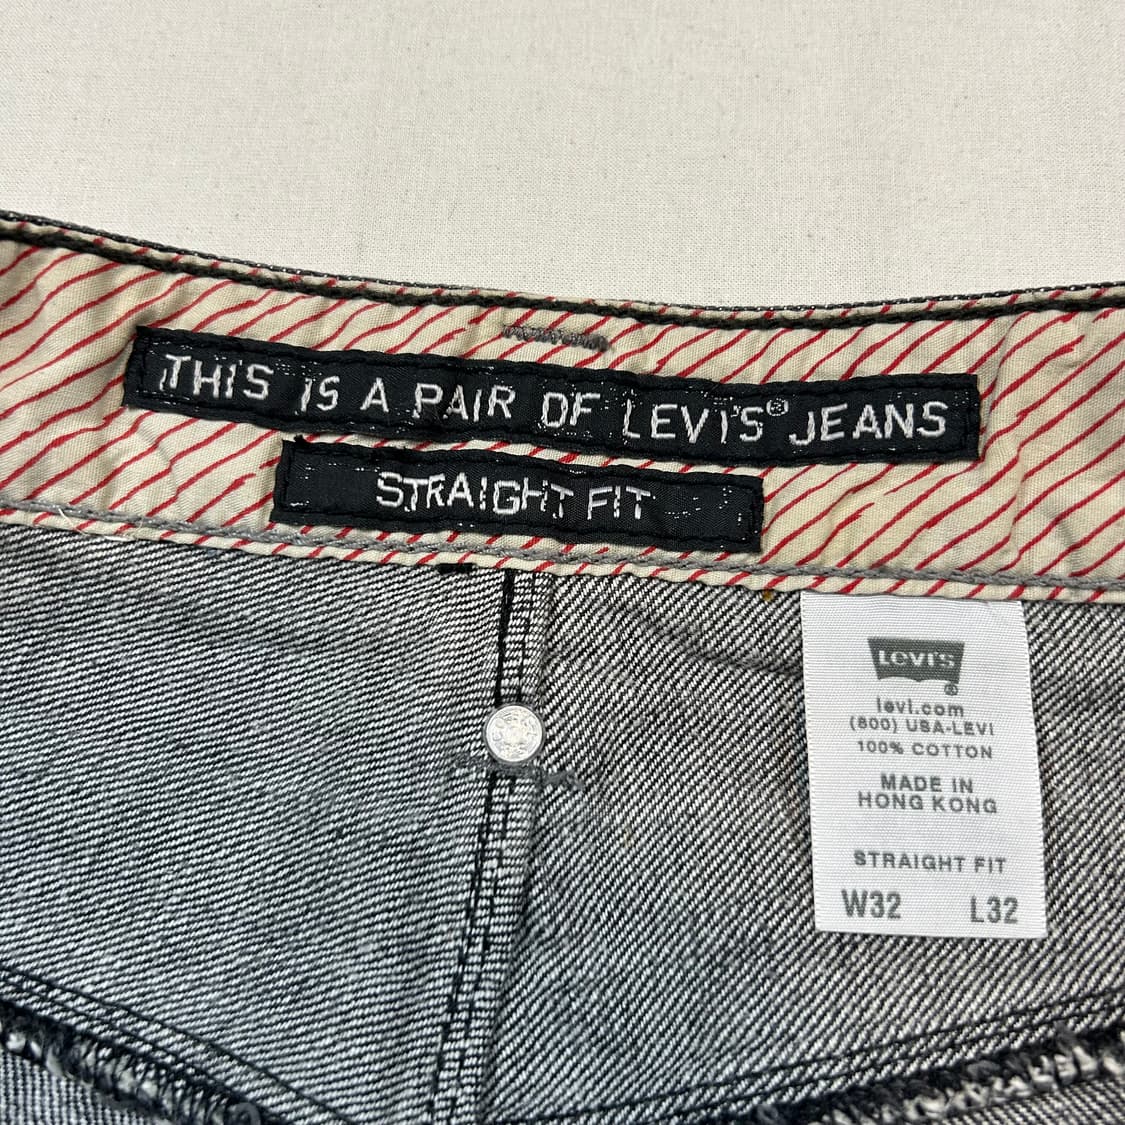 THIS IS A PAIR OF LEVI'S® JEANS
STRAIGHT FIT
LEVI'S
®
levi.com
(800) USA-LEVI
100% COTTON
MADE IN
HONG KONG
STRAIGHT FIT
W32 L32